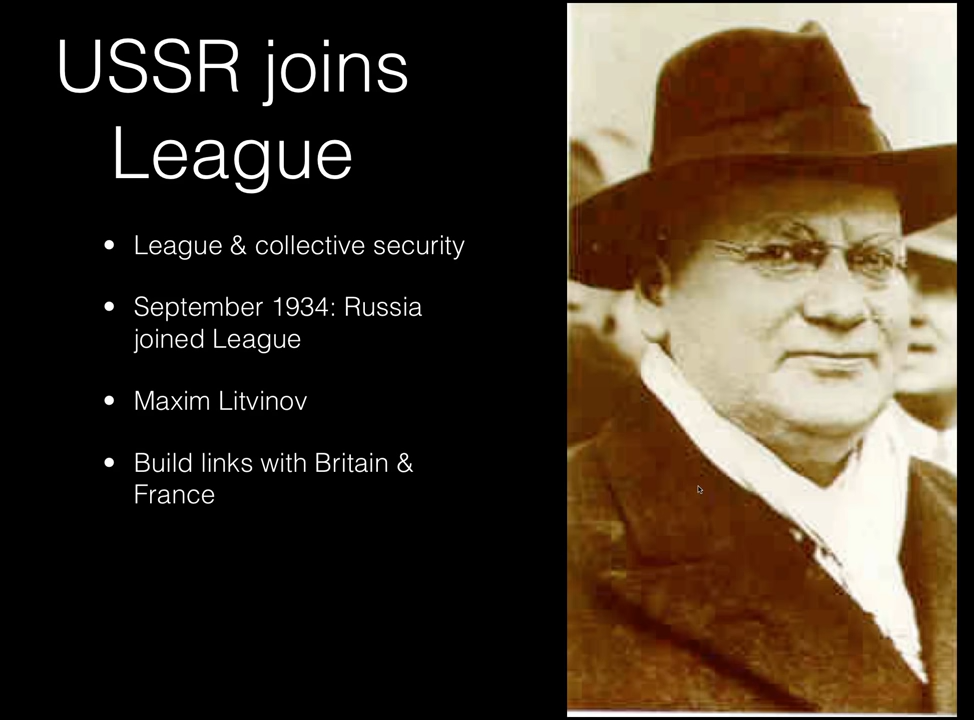 USSR joins
League
• League & collective security
• September 1934: Russia
joined League
• Maxim Litvinov
• Build links with Britain &
France